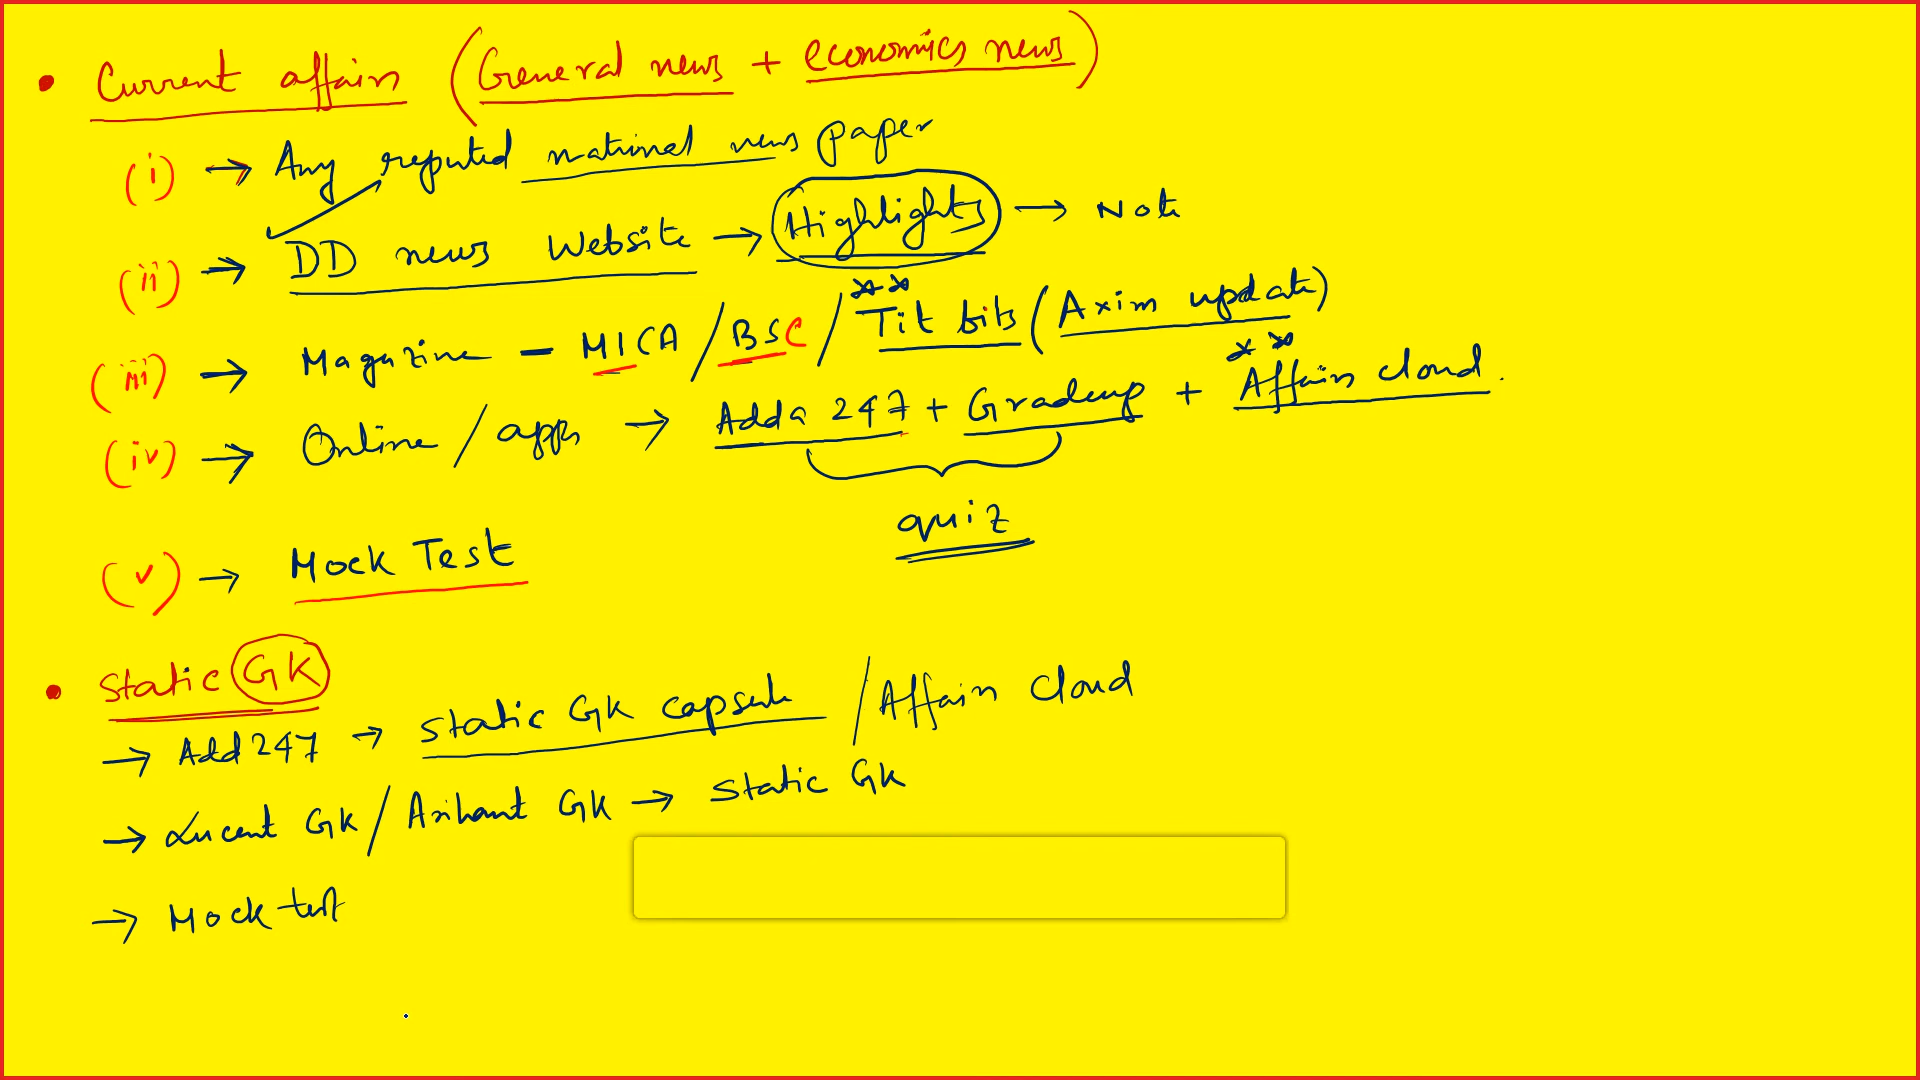 • Current affairs (General news + economics news)
(i) → Any reputed national news paper
(ii) → DD news Website → Highlights → Note
(iii) → Magazine - MICA / BSC / Tit bits (Axim update)
(iv) → Online / apps → Adda 247 + Gradeup + Affairs cloud.
quiz
(v) → Mock Test
• Static GK
→ Add 247 → Static GK capsule / Affairs cloud
→ Lucent GK / Arihant GK → Static GK
→ Mock test